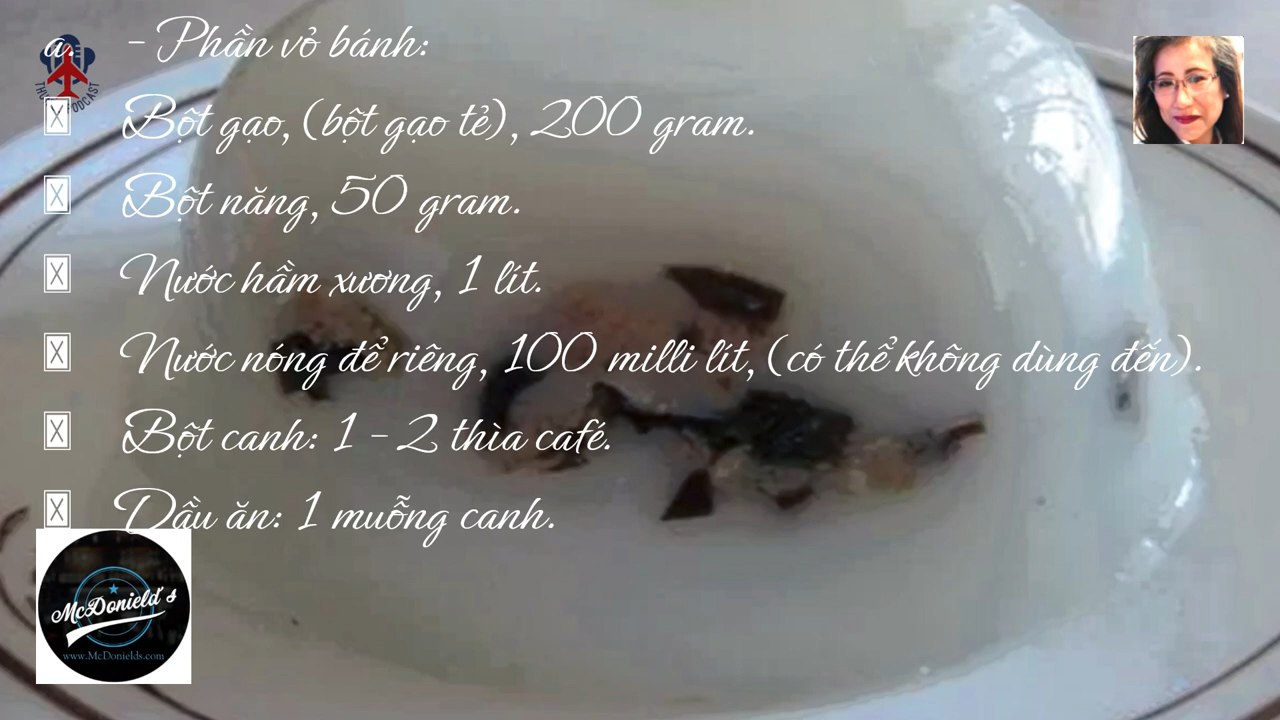 a. - Phần vỏ bánh:
Bột gạo, (bột gạo tẻ), 200 gram.
Bột năng, 50 gram.
Nước hầm xương, 1 lít.
Nước nóng để riêng, 100 milli lít, (có thể không dùng đến).
Bột canh: 1 - 2 thìa café.
Dầu ăn: 1 muỗng canh.
McDonield's
www.McDonields.com